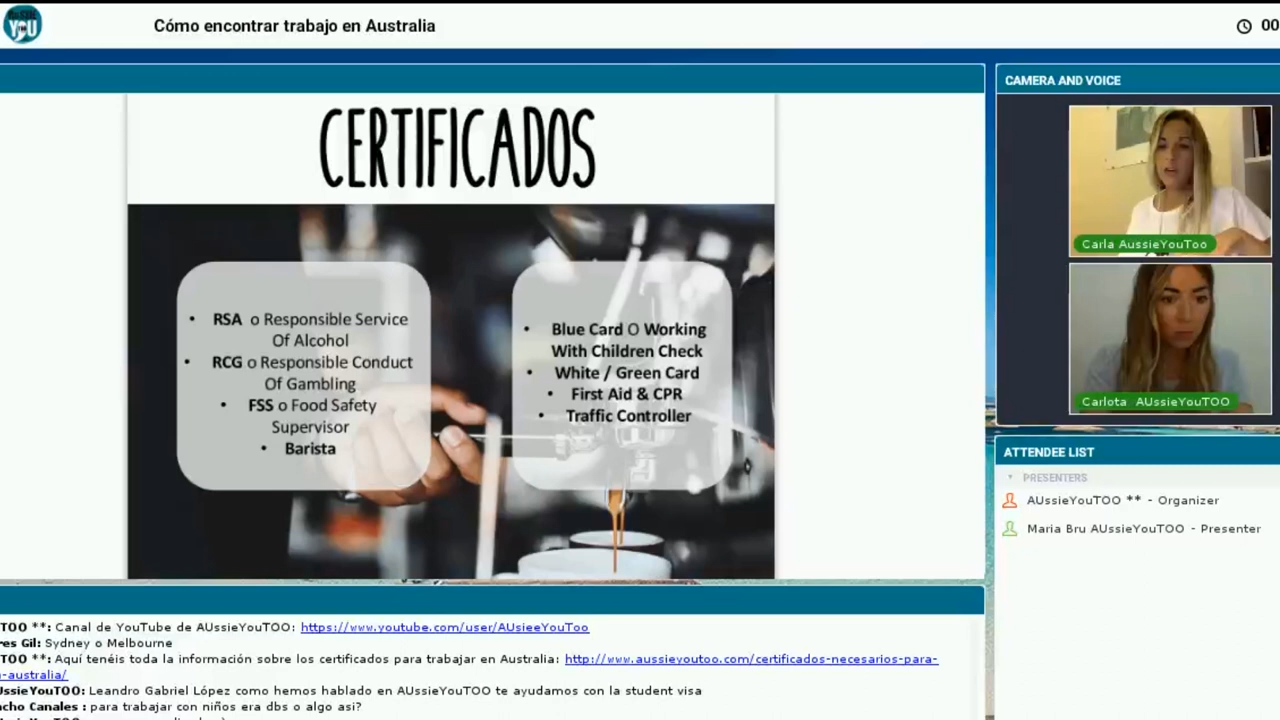 YOU
Cómo encontrar trabajo en Australia
00
CERTIFICADOS
• RSA o Responsible Service
Of Alcohol
• RCG o Responsible Conduct
Of Gambling
• FSS o Food Safety
Supervisor
• Barista
• Blue Card O Working
With Children Check
• White / Green Card
• First Aid & CPR
• Traffic Controller
CAMERA AND VOICE
Carla AussieYouToo
Carlota AUssieYouTOO
ATTENDEE LIST
PRESENTERS
AUssieYouTOO ** - Organizer
Maria Bru AUssieYouTOO - Presenter
TOO **: Canal de YouTube de AUssieYouTOO: https://www.youtube.com/user/AUsieeYouToo
res Gil: Sydney o Melbourne
TOO **: Aquí tenéis toda la información sobre los certificados para trabajar en Australia: http://www.aussieyoutoo.com/certificados-necesarios-para-
-australia/
ussieYouTOO: Leandro Gabriel López como hemos hablado en AUssieYouTOO te ayudamos con la student visa
acho Canales : para trabajar con niños era dbs o algo asi?